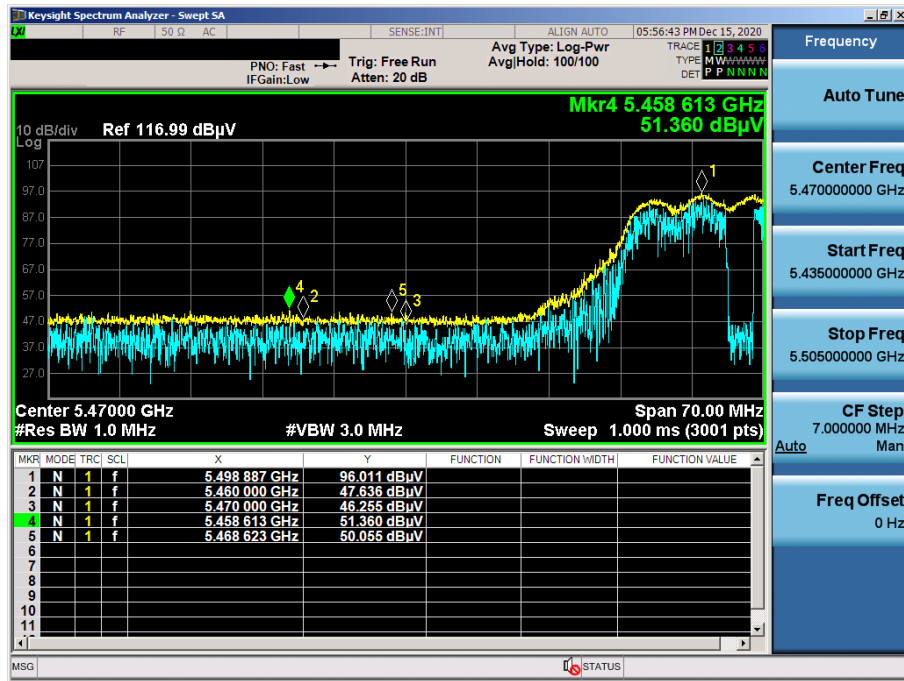 Keysight Spectrum Analyzer - Swept SA
LXI RF 50 Ω AC SENSE:INT ALIGN AUTO 05:56:43 PM Dec 15, 2020
PNO: Fast Trig: Free Run Avg Type: Log-Pwr TRACE 1 2 3 4 5 6
IFGain:Low Atten: 20 dB Avg|Hold: 100/100 TYPE M W W W W W
DET P P N N N N
Mkr4 5.458 613 GHz
51.360 dBµV
10 dB/div Ref 116.99 dBµV
Log
107
97.0
87.0
77.0
67.0
57.0
47.0
37.0
27.0
1
4
2
5
3
Center 5.47000 GHz Span 70.00 MHz
#Res BW 1.0 MHz #VBW 3.0 MHz Sweep 1.000 ms (3001 pts)
MKR MODE TRC SCL X Y FUNCTION FUNCTION WIDTH FUNCTION VALUE
1 N 1 f 5.498 887 GHz 96.011 dBµV
2 N 1 f 5.460 000 GHz 47.636 dBµV
3 N 1 f 5.470 000 GHz 46.255 dBµV
4 N 1 f 5.458 613 GHz 51.360 dBµV
5 N 1 f 5.468 623 GHz 50.055 dBµV
6
7
8
9
10
11
MSG STATUS
Frequency
Auto Tune
Center Freq
5.470000000 GHz
Start Freq
5.435000000 GHz
Stop Freq
5.505000000 GHz
CF Step
7.000000 MHz
Auto Man
Freq Offset
0 Hz